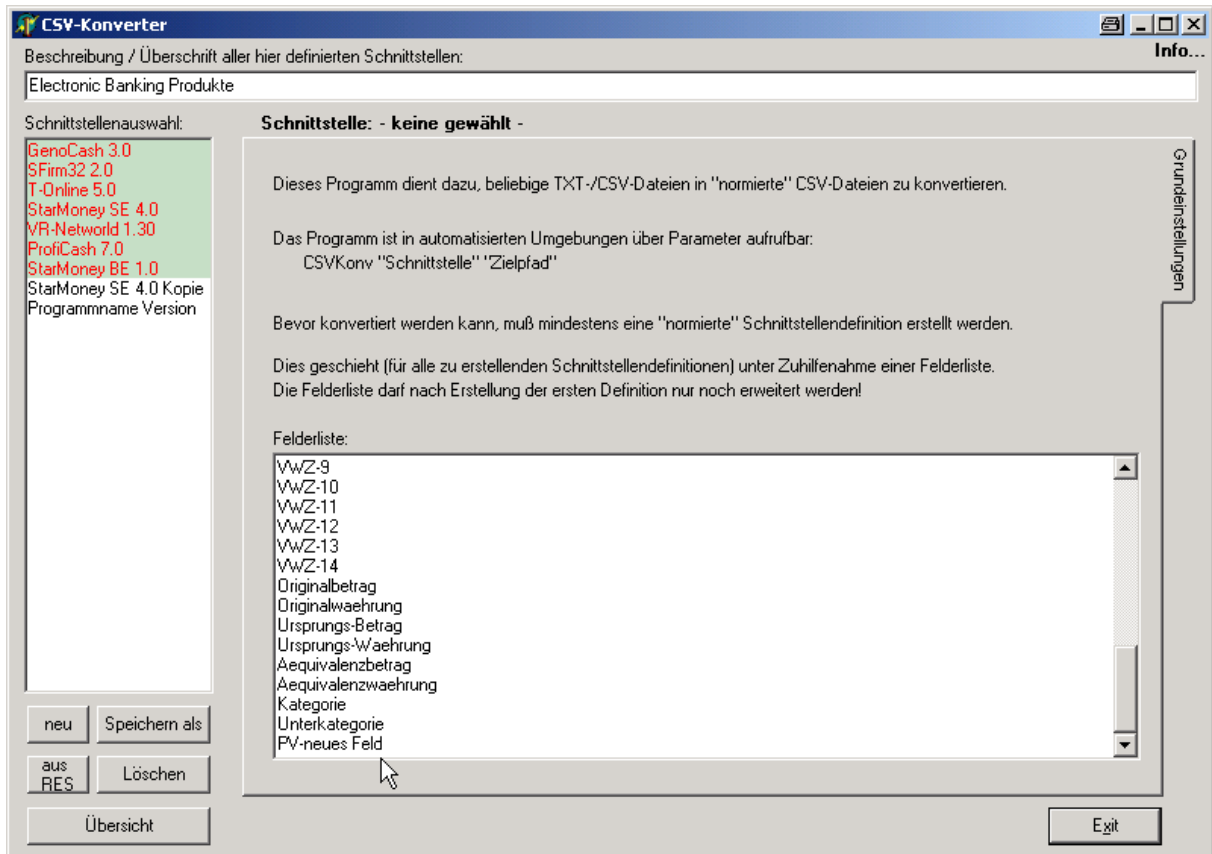 CSV-Konverter
Beschreibung / Überschrift aller hier definierten Schnittstellen:
Info...
Electronic Banking Produkte
Schnittstellenauswahl:
GenoCash 3.0
SFirm32 2.0
T-Online 5.0
StarMoney SE 4.0
VR-Networld 1.30
ProfiCash 7.0
StarMoney BE 1.0
StarMoney SE 4.0 Kopie
Programmname Version
neu
Speichern als
aus
RES
Löschen
Übersicht
Schnittstelle: - keine gewählt -
Grundeinstellungen
Dieses Programm dient dazu, beliebige TXT-/CSV-Dateien in "normierte" CSV-Dateien zu konvertieren.
Das Programm ist in automatisierten Umgebungen über Parameter aufrufbar:
CSVKonv "Schnittstelle" "Zielpfad"
Bevor konvertiert werden kann, muß mindestens eine "normierte" Schnittstellendefinition erstellt werden.
Dies geschieht (für alle zu erstellenden Schnittstellendefinitionen) unter Zuhilfenahme einer Felderliste.
Die Felderliste darf nach Erstellung der ersten Definition nur noch erweitert werden!
Felderliste:
VWZ-9
VWZ-10
VWZ-11
VWZ-12
VWZ-13
VWZ-14
Originalbetrag
Originalwaehrung
Ursprungs-Betrag
Ursprungs-Waehrung
Aequivalenzbetrag
Aequivalenzwaehrung
Kategorie
Unterkategorie
PV-neues Feld
Exit